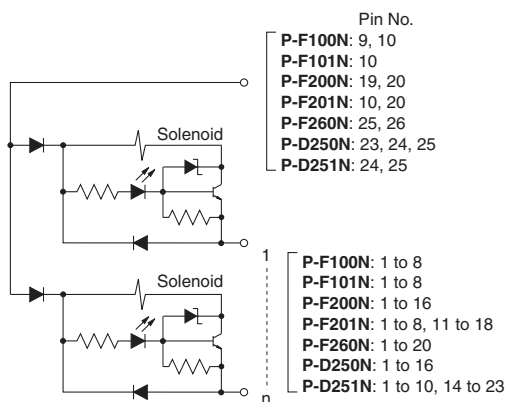 Pin No.
P-F100N: 9, 10
P-F101N: 10
P-F200N: 19, 20
P-F201N: 10, 20
P-F260N: 25, 26
P-D250N: 23, 24, 25
P-D251N: 24, 25
Solenoid
1
Solenoid
P-F100N: 1 to 8
P-F101N: 1 to 8
P-F200N: 1 to 16
P-F201N: 1 to 8, 11 to 18
P-F260N: 1 to 20
P-D250N: 1 to 16
P-D251N: 1 to 10, 14 to 23
n